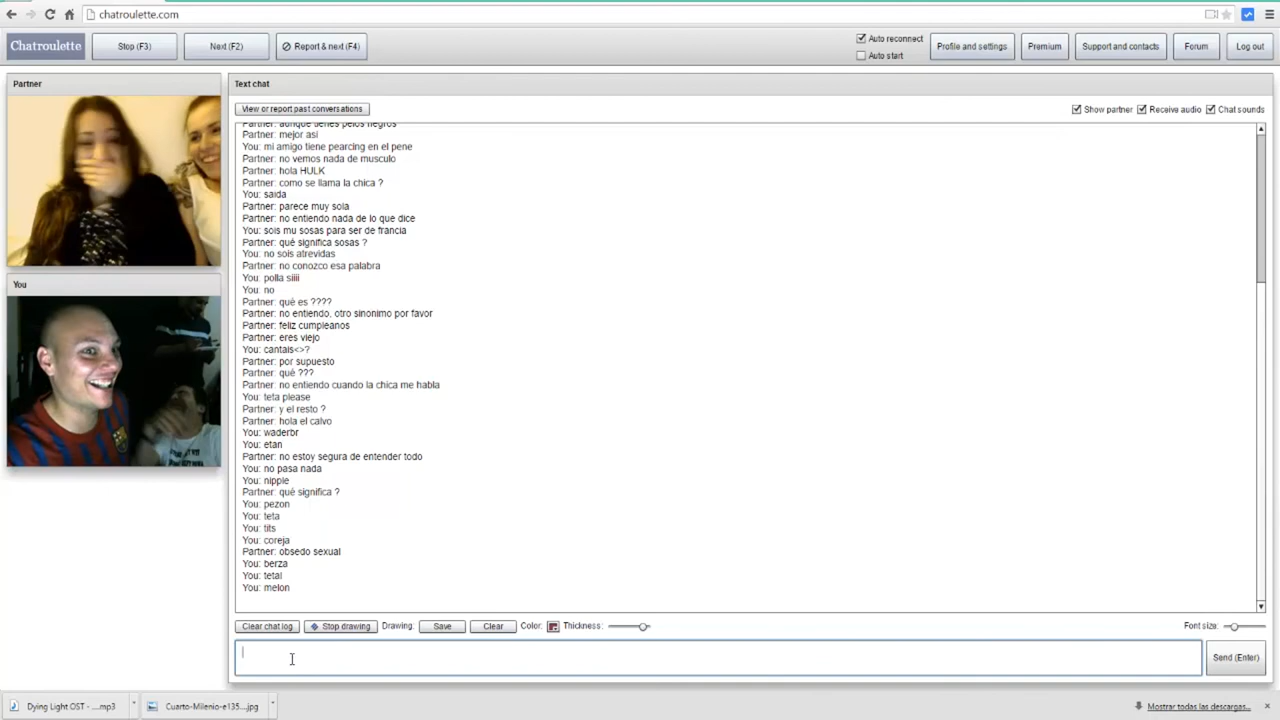 chatroulette.com
Chatroulette
Stop (F3)
Next (F2)
Report & next (F4)
Auto reconnect
Auto start
Profile and settings
Premium
Support and contacts
Forum
Log out
Partner
Text chat
View or report past conversations
Show partner
Receive audio
Chat sounds
Partner: aunque tienes pelos negros
Partner: mejor asi
You: mi amigo tiene pearcing en el pene
Partner: no vemos nada de musculo
Partner: hola HULK
Partner: como se llama la chica ?
You: saida
Partner: parece muy sola
Partner: no entiendo nada de lo que dice
You: sois mu sosas para ser de francia
Partner: qué significa sosas ?
You: no sois atrevidas
Partner: no conozco esa palabra
You: polla siiii
You: no
Partner: qué es ????
Partner: no entiendo, otro sinonimo por favor
Partner: feliz cumpleanos
Partner: eres viejo
You: cantais<>?
Partner: por supuesto
Partner: qué ???
Partner: no entiendo cuando la chica me habla
You: teta please
Partner: y el resto ?
Partner: hola el calvo
You: waderbr
You: etan
Partner: no estoy segura de entender todo
You: no pasa nada
You: nipple
Partner: qué significa ?
You: pezon
You: teta
You: tits
You: coreja
Partner: obsedo sexual
You: berza
You: tetal
You: melon
You
Clear chat log
Stop drawing
Drawing:
Save
Clear
Color:
Thickness:
Font size:
Send (Enter)
Dying Light OST - ....mp3
Cuarto-Milenio-e135....jpg
Mostrar todas las descargas...